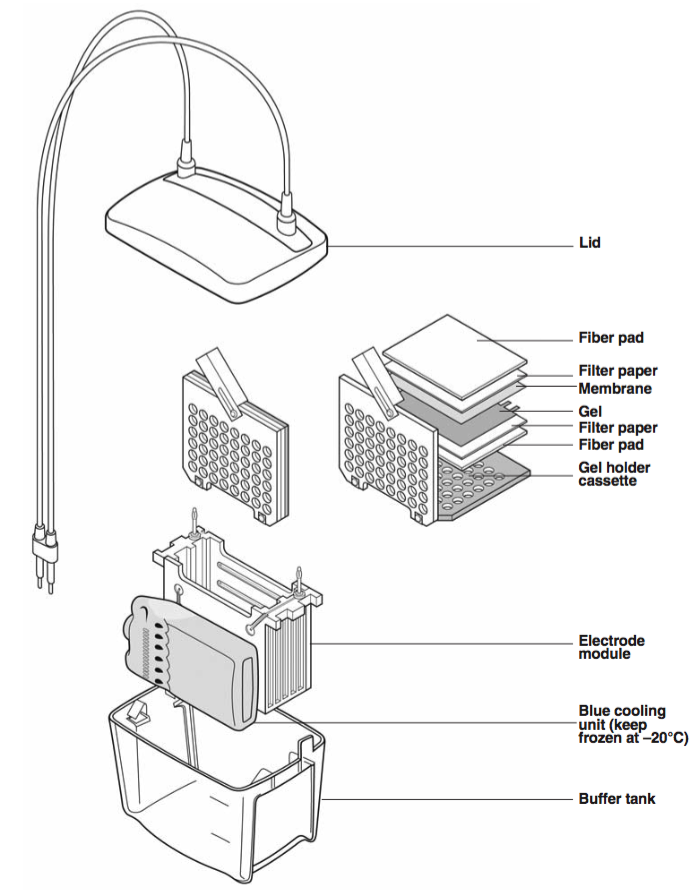 Lid
Fiber pad
Filter paper
Membrane
Gel
Filter paper
Fiber pad
Gel holder
cassette
Electrode
module
Blue cooling
unit (keep
frozen at –20°C)
Buffer tank